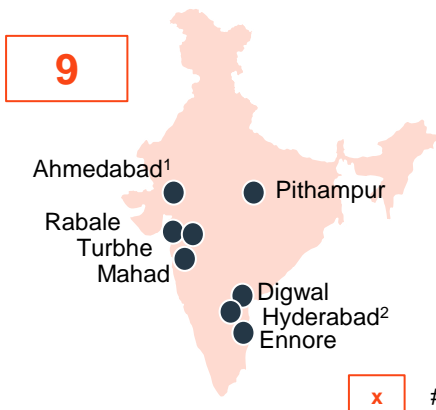 9
Ahmedabad¹
Pithampur
Rabale
Turbhe
Mahad
Digwal
Hyderabad²
Ennore
x #